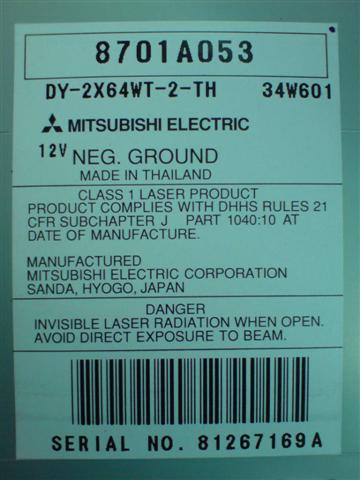 8701A053
DY-2X64WT-2-TH 34W601
MITSUBISHI ELECTRIC
12V NEG. GROUND
MADE IN THAILAND
CLASS 1 LASER PRODUCT
PRODUCT COMPLIES WITH DHHS RULES 21
CFR SUBCHAPTER J PART 1040:10 AT
DATE OF MANUFACTURE.
MANUFACTURED
MITSUBISHI ELECTRIC CORPORATION
SANDA, HYOGO, JAPAN
DANGER
INVISIBLE LASER RADIATION WHEN OPEN.
AVOID DIRECT EXPOSURE TO BEAM.
SERIAL NO. 81267169A